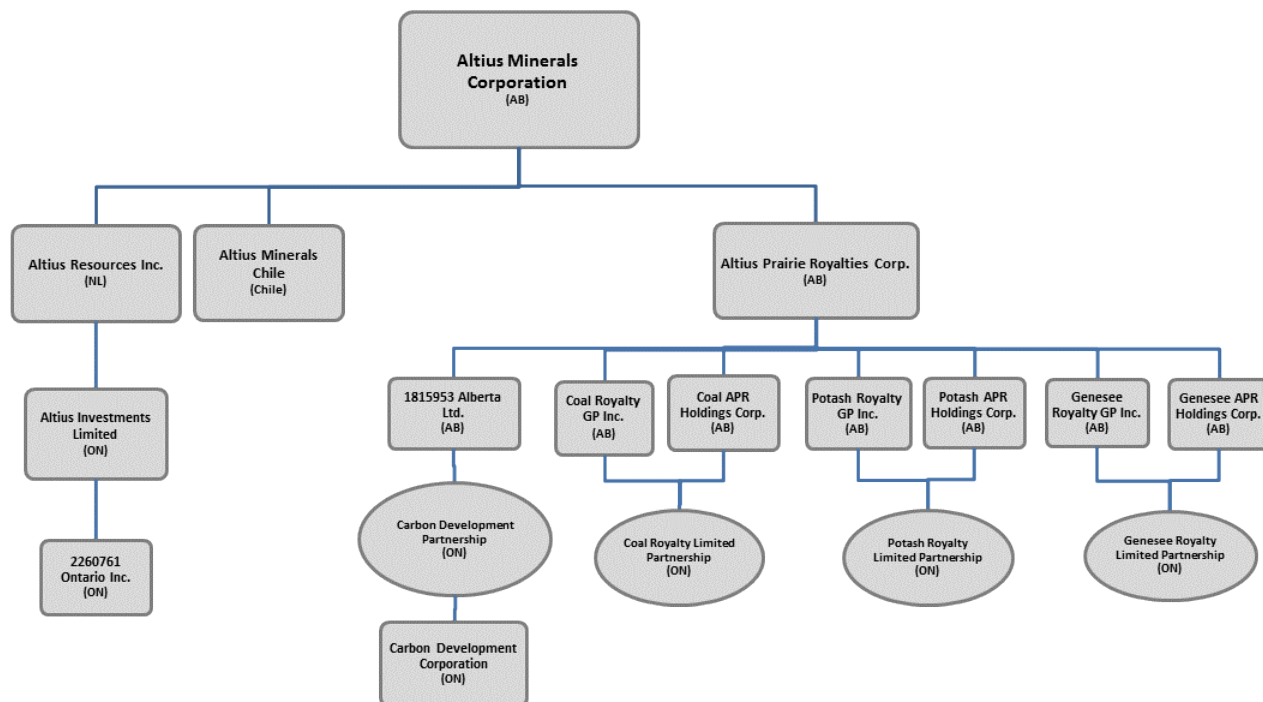 Altius Minerals
Corporation
(AB)
Altius Resources Inc.
(NL)
Altius Minerals
Chile
(Chile)
Altius Prairie Royalties Corp.
(AB)
Altius Investments
Limited
(ON)
1815953 Alberta
Ltd.
(AB)
Coal Royalty
GP Inc.
(AB)
Coal APR
Holdings Corp.
(AB)
Potash Royalty
GP Inc.
(AB)
Potash APR
Holdings Corp.
(AB)
Genesee
Royalty GP Inc.
(AB)
Genesee APR
Holdings Corp.
(AB)
2260761
Ontario Inc.
(ON)
Carbon Development
Partnership
(ON)
Coal Royalty Limited
Partnership
(ON)
Potash Royalty
Limited Partnership
(ON)
Genesee Royalty
Limited Partnership
(ON)
Carbon Development
Corporation
(ON)